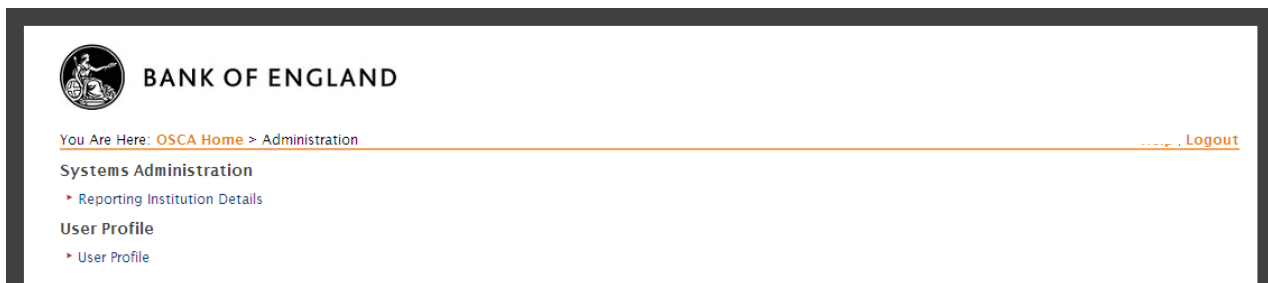 BANK OF ENGLAND
You Are Here: OSCA Home > Administration
Logout
Systems Administration
Reporting Institution Details
User Profile
User Profile